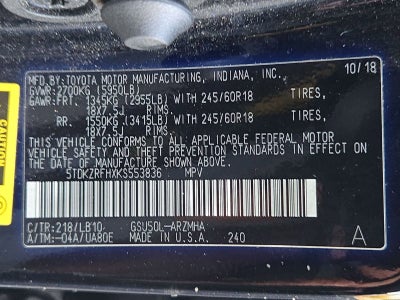 MFD.BY:TOYOTA MOTOR MANUFACTURING, INDIANA, INC. 10/18
GVWR:2700KG (5950LB)
GAWR:FRT. 1345KG (2955LB) WITH 245/60R18 TIRES,
18X7.5J RIMS
RR. 1550KG (3415LB) WITH 245/60R18 TIRES,
18X7.5J RIMS
THIS VEHICLE CONFORMS TO ALL APPLICABLE FEDERAL MOTOR
VEHICLE SAFETY AND THEFT PREVENTION STANDARDS IN EFFECT
ON THE DATE OF MANUFACTURE SHOWN ABOVE.
5TDKZRFHXKS553836 MPV
C/TR:218/LB10 GSU50L-ARZMHA
A/TM:-04A/UA80E MADE IN U.S.A. 240 A